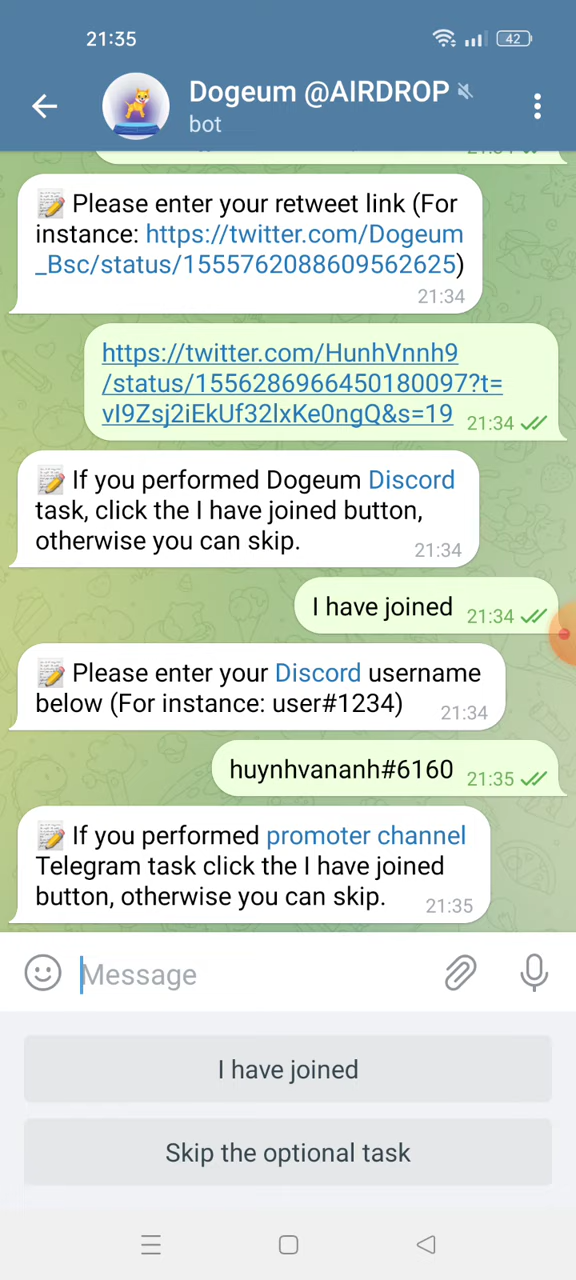 21:35
42
Dogeum @AIRDROP
bot
Please enter your retweet link (For
instance: https://twitter.com/Dogeum
_Bsc/status/1555762088609562625)
21:34
https://twitter.com/HunhVnnh9
/status/1556286966450180097?t=
vI9Zsj2iEkUf32lxKe0ngQ&s=19 21:34
If you performed Dogeum Discord
task, click the I have joined button,
otherwise you can skip. 21:34
I have joined 21:34
Please enter your Discord username
below (For instance: user#1234) 21:34
huynhvananh#6160 21:35
If you performed promoter channel
Telegram task click the I have joined
button, otherwise you can skip. 21:35
Message
I have joined
Skip the optional task